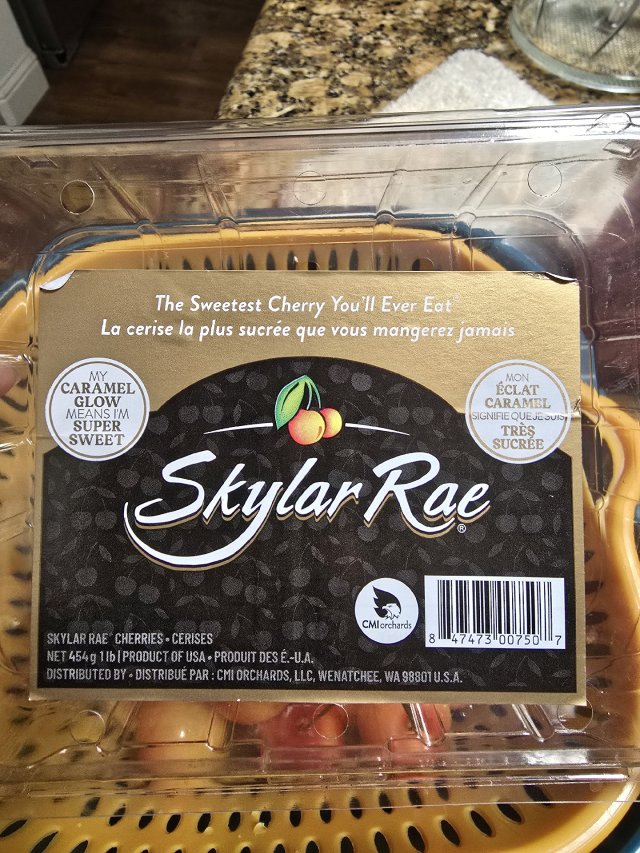 The Sweetest Cherry You'll Ever Eat
La cerise la plus sucrée que vous mangerez jamais
MY
CARAMEL
GLOW
MEANS I'M
SUPER
SWEET
MON
ÉCLAT
CARAMEL
SIGNIFIE QUE JE SUIS
TRÈS
SUCRÉE
Skylar Rae®
CMI orchards
8 47473 00750 7
SKYLAR RAE® CHERRIES • CERISES
NET 454 g 1 lb | PRODUCT OF USA • PRODUIT DES É.-U.A.
DISTRIBUTED BY • DISTRIBUÉ PAR : CMI ORCHARDS, LLC, WENATCHEE, WA 98801 U.S.A.